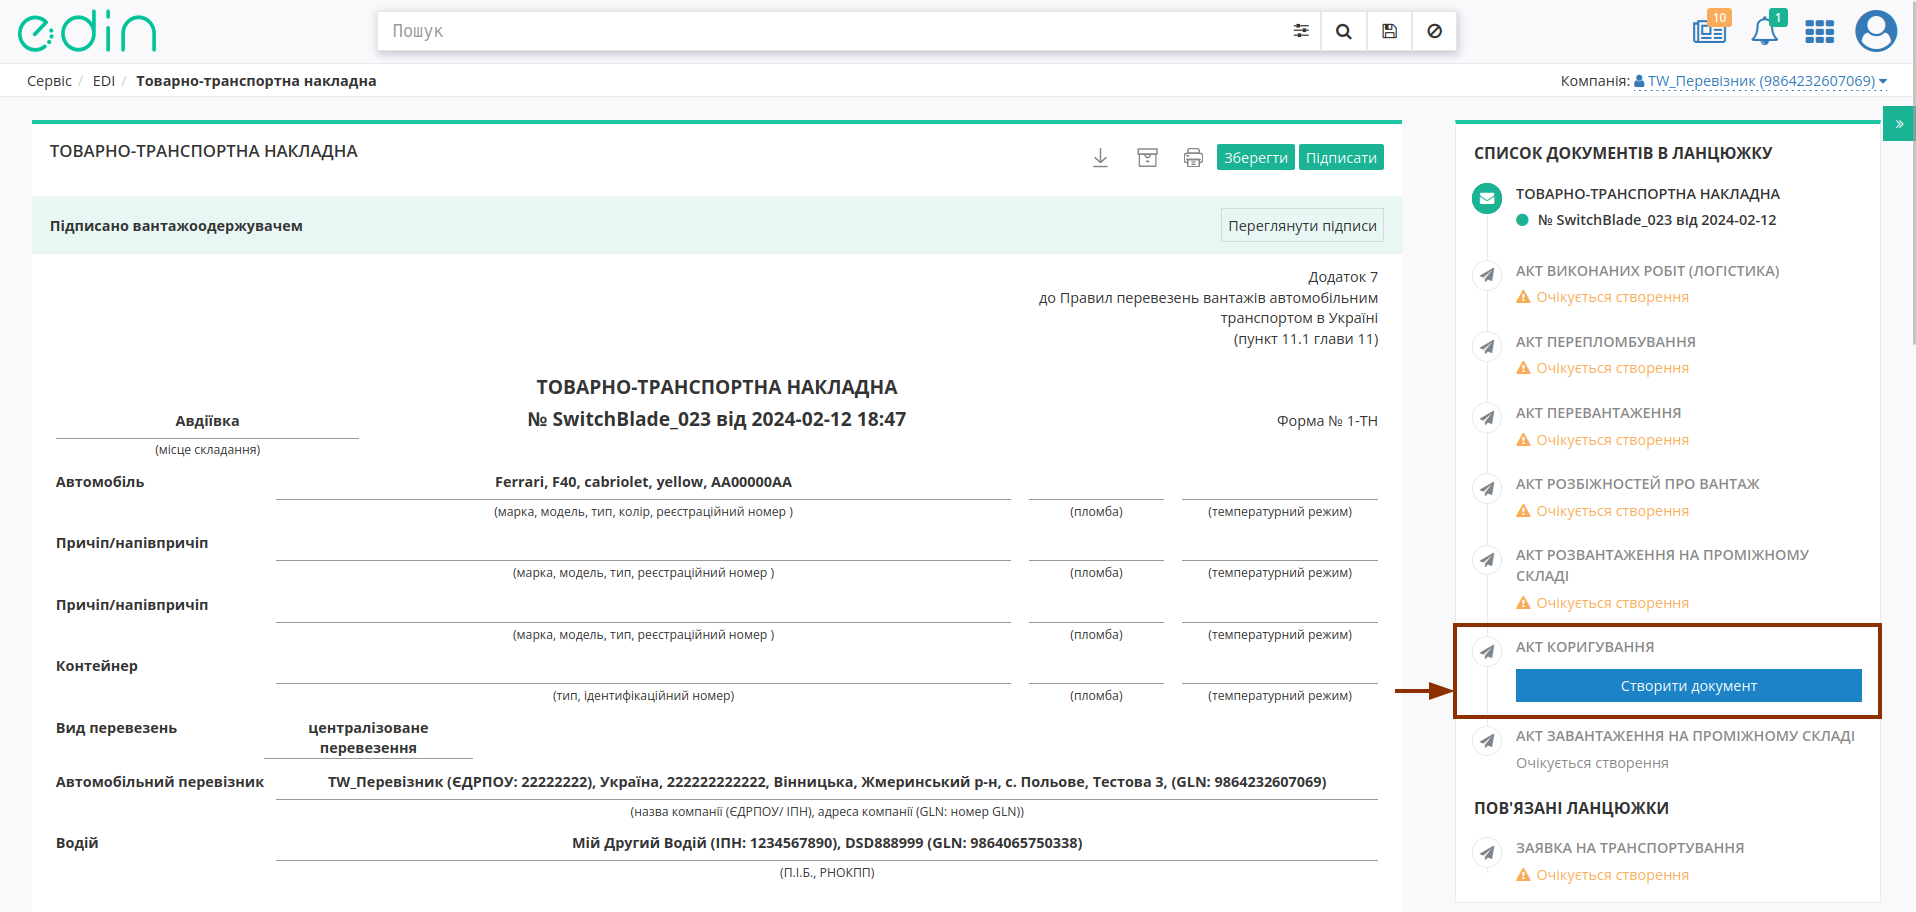 edin
Пошук
10
1
Сервіс / EDI / Товарно-транспортна накладна
Компанія: TW_Перевізник (9864232607069)
»
ТОВАРНО-ТРАНСПОРТНА НАКЛАДНА
Зберегти
Підписати
Підписано вантажоодержувачем
Переглянути підписи
Додаток 7
до Правил перевезень вантажів автомобільним
транспортом в Україні
(пункт 11.1 глави 11)
ТОВАРНО-ТРАНСПОРТНА НАКЛАДНА
Авдіївка
№ SwitchBlade_023 від 2024-02-12 18:47
Форма № 1-ТН
(місце складання)
Автомобіль
Ferrari, F40, cabriolet, yellow, AA00000AA
(марка, модель, тип, колір, реєстраційний номер )
(пломба)
(температурний режим)
Причіп/напівпричіп
(марка, модель, тип, реєстраційний номер )
(пломба)
(температурний режим)
Причіп/напівпричіп
(марка, модель, тип, реєстраційний номер )
(пломба)
(температурний режим)
Контейнер
(тип, ідентифікаційний номер)
(пломба)
(температурний режим)
Вид перевезень
централізоване
перевезення
Автомобільний перевізник
TW_Перевізник (ЄДРПОУ: 22222222), Україна, 222222222222, Вінницька, Жмеринський р-н, с. Польове, Тестова 3, (GLN: 9864232607069)
(назва компанії (ЄДРПОУ/ ІПН), адреса компанії (GLN: номер GLN))
Водій
Мій Другий Водій (ІПН: 1234567890), DSD888999 (GLN: 9864065750338)
(П.І.Б., РНОКПП)
СПИСОК ДОКУМЕНТІВ В ЛАНЦЮЖКУ
ТОВАРНО-ТРАНСПОРТНА НАКЛАДНА
№ SwitchBlade_023 від 2024-02-12
АКТ ВИКОНАНИХ РОБІТ (ЛОГІСТИКА)
Очікується створення
АКТ ПЕРЕПЛОМБУВАННЯ
Очікується створення
АКТ ПЕРЕВАНТАЖЕННЯ
Очікується створення
АКТ РОЗБІЖНОСТЕЙ ПРО ВАНТАЖ
Очікується створення
АКТ РОЗВАНТАЖЕННЯ НА ПРОМІЖНОМУ
СКЛАДІ
Очікується створення
АКТ КОРИГУВАННЯ
Створити документ
АКТ ЗАВАНТАЖЕННЯ НА ПРОМІЖНОМУ СКЛАДІ
Очікується створення
ПОВ'ЯЗАНІ ЛАНЦЮЖКИ
ЗАЯВКА НА ТРАНСПОРТУВАННЯ
Очікується створення